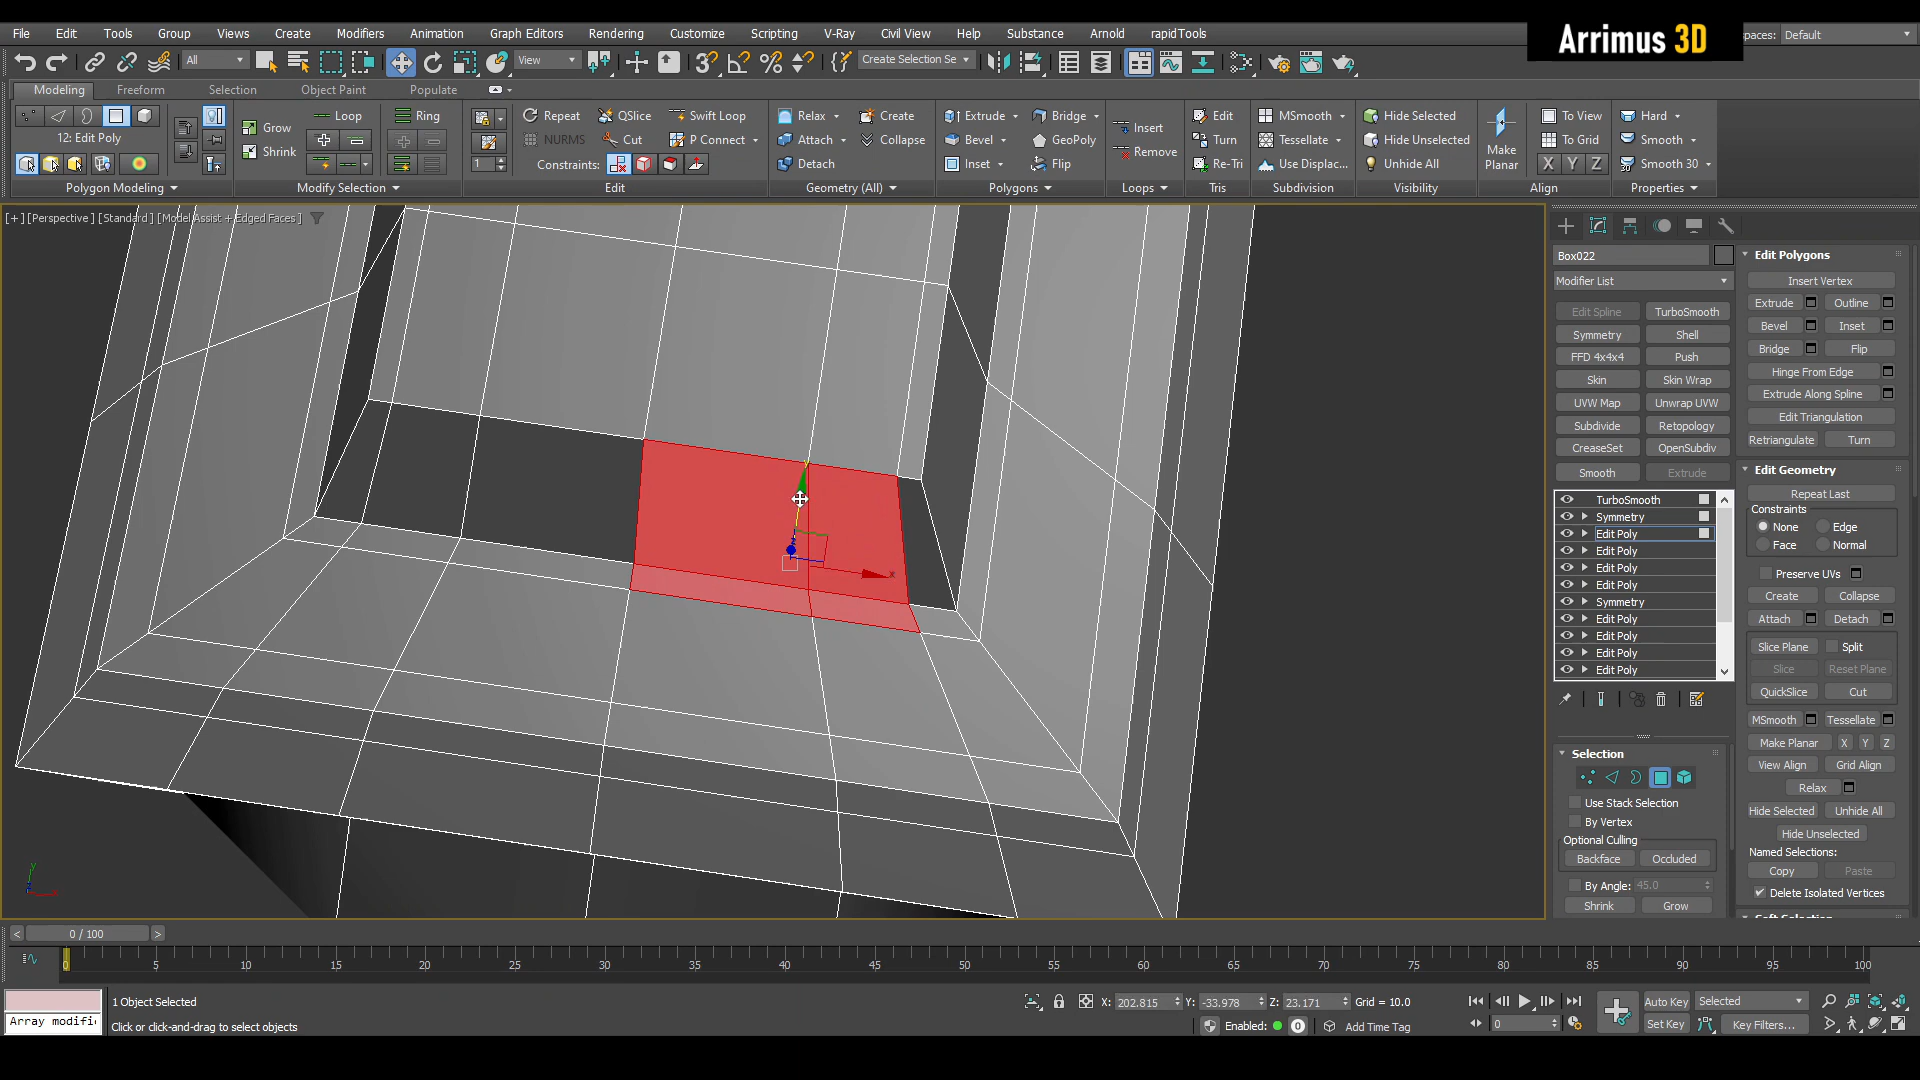 File Edit Tools Group Views Create Modifiers Animation Graph Editors Rendering Customize Scripting V-Ray Civil View Help Substance Arnold rapidTools
Arrimus 3D
paces: Default
All View Create Selection Se
Modeling Freeform Selection Object Paint Populate
12: Edit Poly
Grow Loop Ring
Shrink
Repeat QSlice Swift Loop
NURMS Cut P Connect
1 Constraints:
Relax Create
Attach Collapse
Detach
Extrude Bridge
Bevel GeoPoly
Inset Flip
Insert
Remove
Edit
Turn
Re-Tri
MSmooth
Tessellate
Use Displac...
Hide Selected
Hide Unselected
Unhide All
Make
Planar
To View
To Grid
X Y Z
Hard
Smooth
Smooth 30
Polygon Modeling Modify Selection Edit Geometry (All) Polygons Loops Tris Subdivision Visibility Align Properties
[+] [Perspective] [Standard] [Model Assist + Edged Faces]
x
z
y
Box022
Modifier List
Edit Spline TurboSmooth
Symmetry Shell
FFD 4x4x4 Push
Skin Skin Wrap
UVW Map Unwrap UVW
Subdivide Retopology
CreaseSet OpenSubdiv
Smooth Extrude
TurboSmooth
Symmetry
Edit Poly
Edit Poly
Edit Poly
Edit Poly
Symmetry
Edit Poly
Edit Poly
Edit Poly
Edit Poly
Selection
Use Stack Selection
By Vertex
Optional Culling
Backface Occluded
By Angle: 45.0
Shrink Grow
Edit Polygons
Insert Vertex
Extrude Outline
Bevel Inset
Bridge Flip
Hinge From Edge
Extrude Along Spline
Edit Triangulation
Retriangulate Turn
Edit Geometry
Repeat Last
Constraints
None Edge
Face Normal
Preserve UVs
Create Collapse
Attach Detach
Slice Plane Split
Slice Reset Plane
QuickSlice Cut
MSmooth Tessellate
Make Planar X Y Z
View Align Grid Align
Relax
Hide Selected Unhide All
Hide Unselected
Named Selections:
Copy Paste
Delete Isolated Vertices
Soft Selection
< 0 / 100 >
0 5 10 15 20 25 30 35 40 45 50 55 60 65 70 75 80 85 90 95 100
1 Object Selected
Array modifi
Click or click-and-drag to select objects
X: 202.815 Y: -33.978 Z: 23.171 Grid = 10.0
Enabled: 0 Add Time Tag
0
Auto Key Selected
Set Key Key Filters...